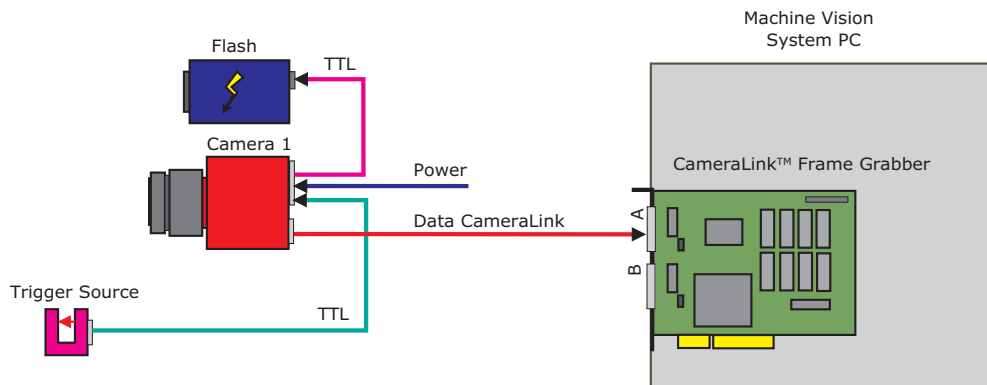 Machine Vision
System PC
Flash
TTL
Camera 1
Power
CameraLink™ Frame Grabber
Data CameraLink
A
B
Trigger Source
TTL